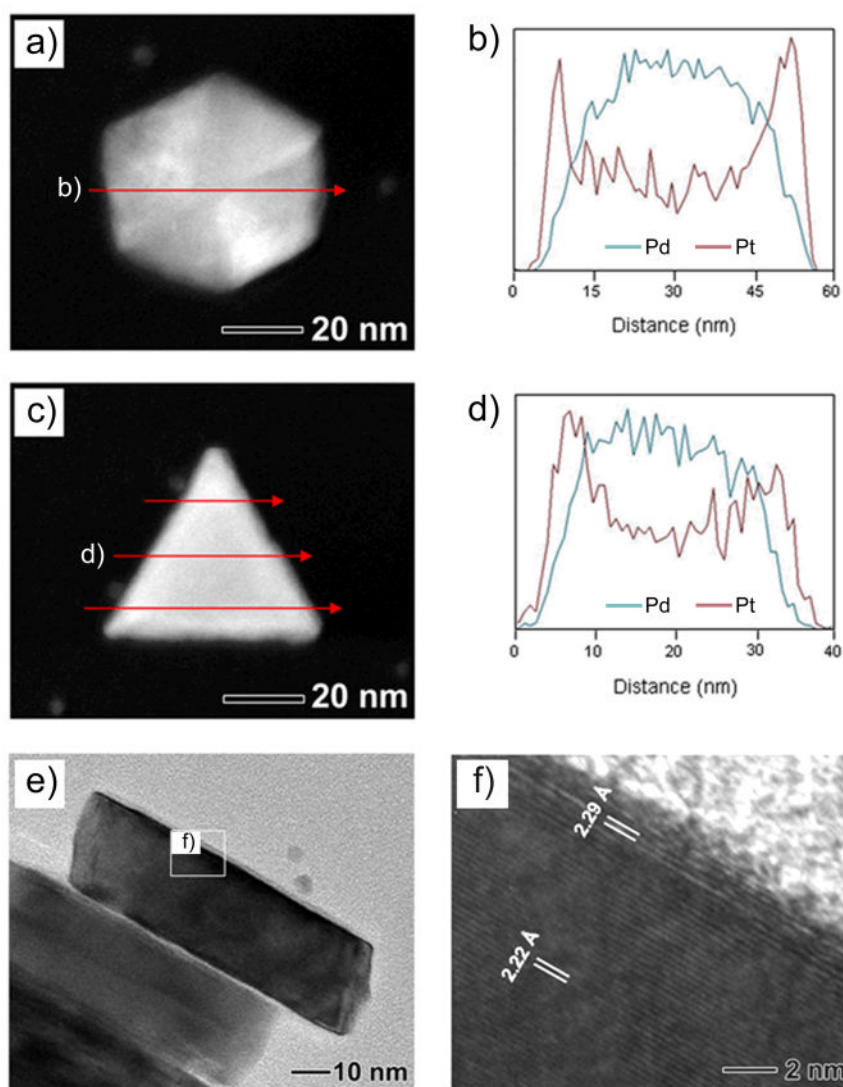 a)
b)
20 nm
b)
Pd Pt
0 15 30 45 60
Distance (nm)
c)
d)
20 nm
d)
Pd Pt
0 10 20 30 40
Distance (nm)
e)
f)
10 nm
f)
2.29 Å
2.22 Å
2 nm